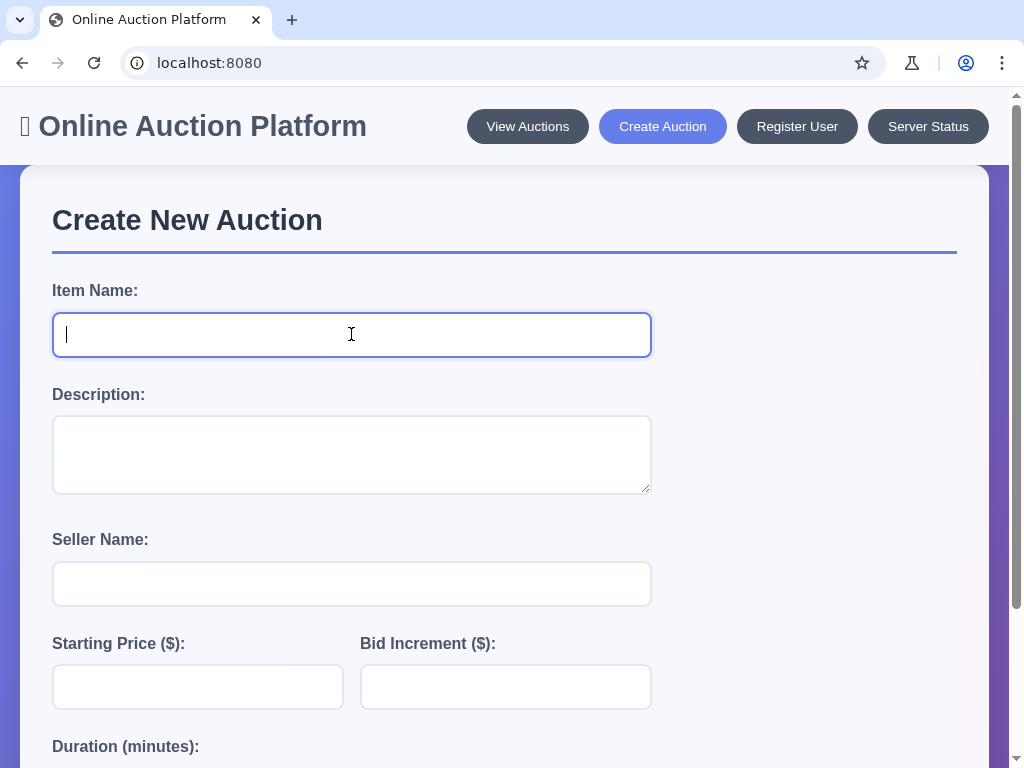 Online Auction Platform
localhost:8080
Online Auction Platform
View Auctions
Create Auction
Register User
Server Status
Create New Auction
Item Name:
Description:
Seller Name:
Starting Price ($):
Bid Increment ($):
Duration (minutes):